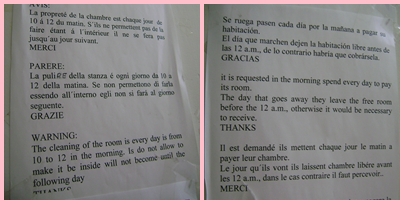 AVIS:
La propreté de la chambre est chaque jour de
10 à 12 du matin. S'ils ne permettent pas de la
faire étant à l'intérieur il ne se fera pas
jusqu'au jour suivant.
MERCI
PARERE:
La puli della stanza è ogni giorno da 10 a
12 della matina. Se non permettono di farla
essendo all'interno egli non si farà al giorno
seguente.
GRAZIE
WARNING:
The cleaning of the room is every day is from
10 to 12 in the morning. Is do not allow to
make it be inside will not become until the
following day
THANKS
Se ruega pasen cada día por la mañana a pagar su
habitación.
El día que marchen dejen la habitación libre antes de
las 12 a.m., de lo contrario habría que cobrársela.
GRACIAS
it is requested in the morning spend every day to pay
its room.
The day that goes away they leave the free room
before the 12 a.m., otherwise it would be necessary
to receive.
THANKS
Il est demandé ils mettent chaque jour le matin a
payer leur chambre.
Le jour qu'ils vont ils laissent chambre libéré avant
les 12 a.m., dans le cas contraire il faut percevoir..
MERCI